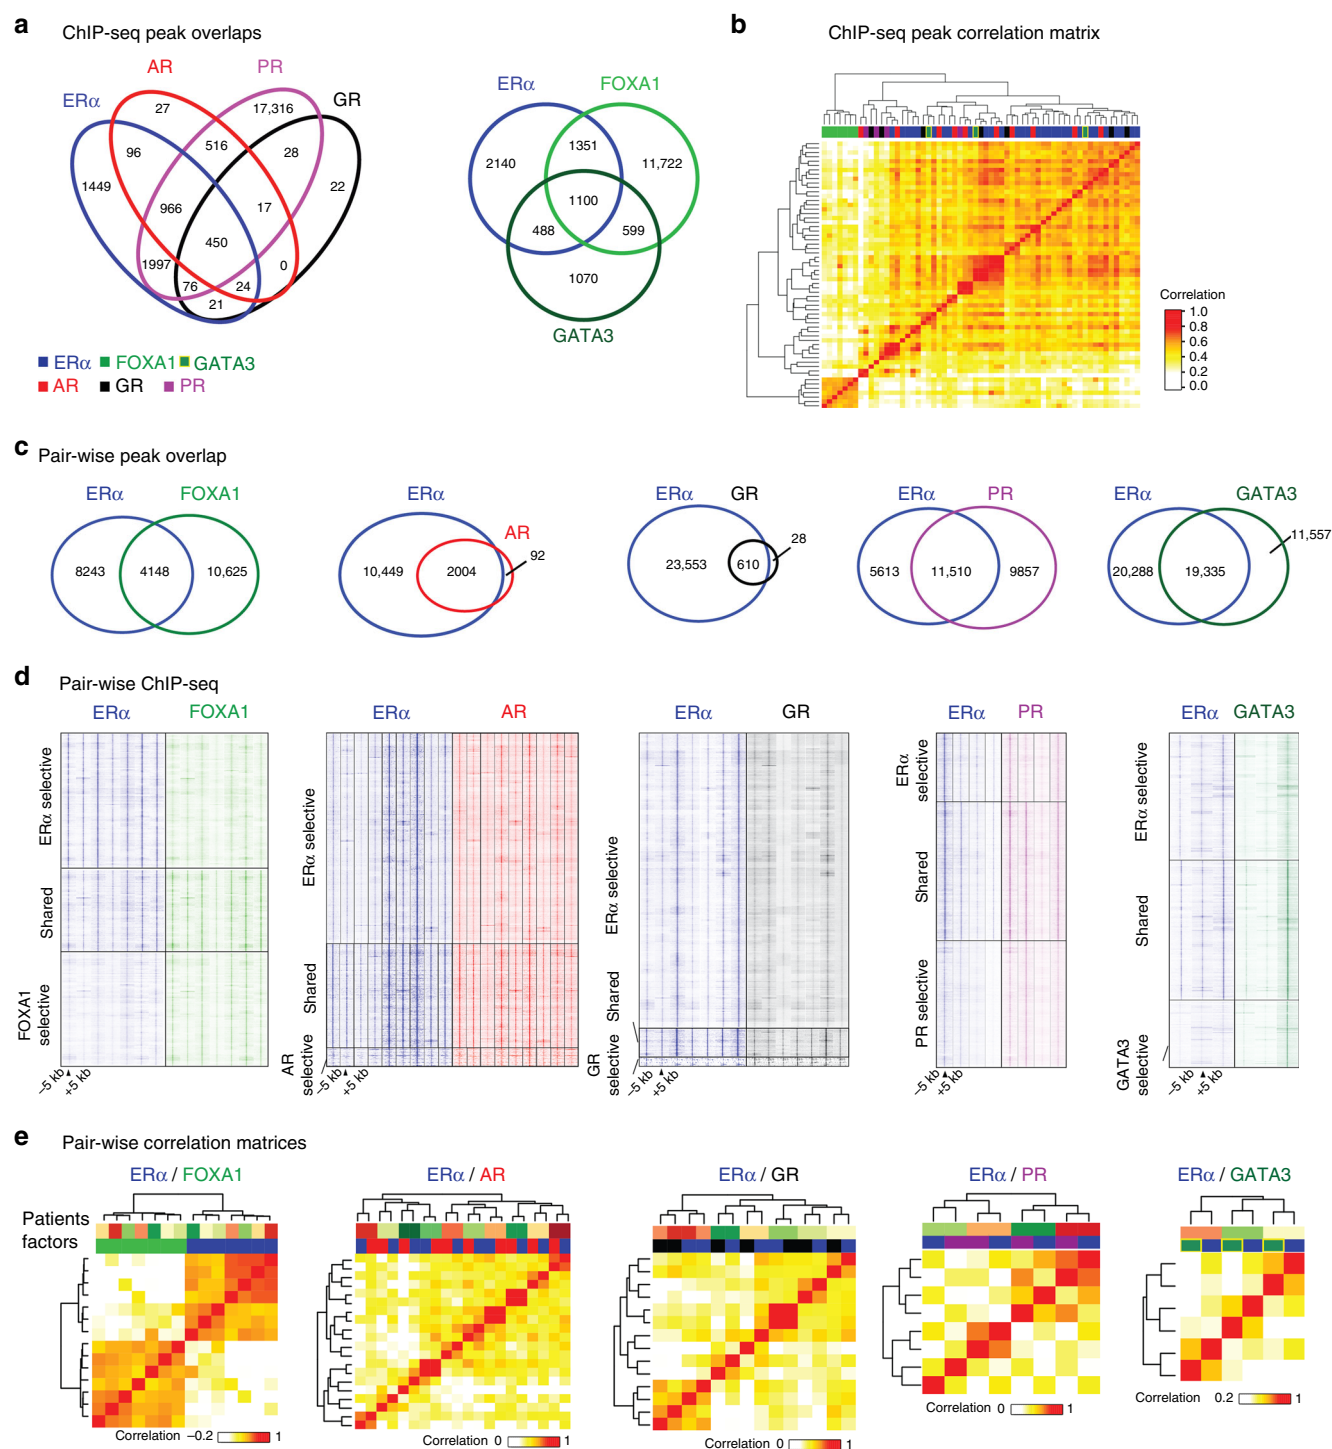 a
ChIP-seq peak overlaps
AR
PR
ERα
GR
27
17,316
96
516
28
1449
22
966
17
450
1997
0
76
24
21
ERα
FOXA1
1351
2140
11,722
1100
488
599
1070
GATA3
ERα FOXA1 GATA3
AR GR PR
b
ChIP-seq peak correlation matrix
Correlation
1.0
0.8
0.6
0.4
0.2
0.0
c
Pair-wise peak overlap
ERα FOXA1
8243 4148 10,625
ERα
AR
92
10,449 2004
ERα GR
28
23,553 610
ERα PR
5613 11,510 9857
ERα GATA3
11,557
20,288 19,335
d
Pair-wise ChIP-seq
ERα FOXA1
ERα selective
Shared
FOXA1 selective
−5 kb +5 kb
ERα AR
ERα selective
Shared
AR selective
−5 kb +5 kb
ERα GR
ERα selective
Shared
GR selective
−5 kb +5 kb
ERα PR
ERα selective
Shared
PR selective
−5 kb +5 kb
ERα GATA3
ERα selective
Shared
GATA3 selective
−5 kb +5 kb
e
Pair-wise correlation matrices
ERα / FOXA1
ERα / AR
ERα / GR
ERα / PR
ERα / GATA3
Patients
factors
Correlation −0.2 1
Correlation 0 1
Correlation 0 1
Correlation 0 1
Correlation 0.2 1